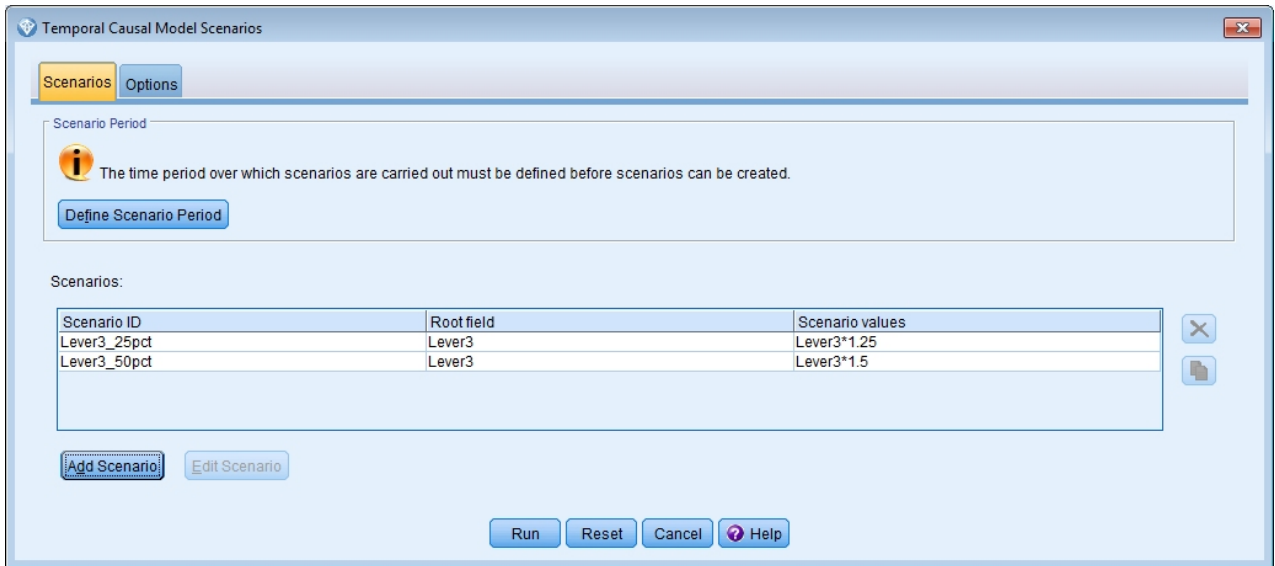 Temporal Causal Model Scenarios
Scenarios Options
Scenario Period
The time period over which scenarios are carried out must be defined before scenarios can be created.
Define Scenario Period
Scenarios:
Scenario ID Root field Scenario values
Lever3_25pct Lever3 Lever3*1.25
Lever3_50pct Lever3 Lever3*1.5
Add Scenario Edit Scenario
Run Reset Cancel Help